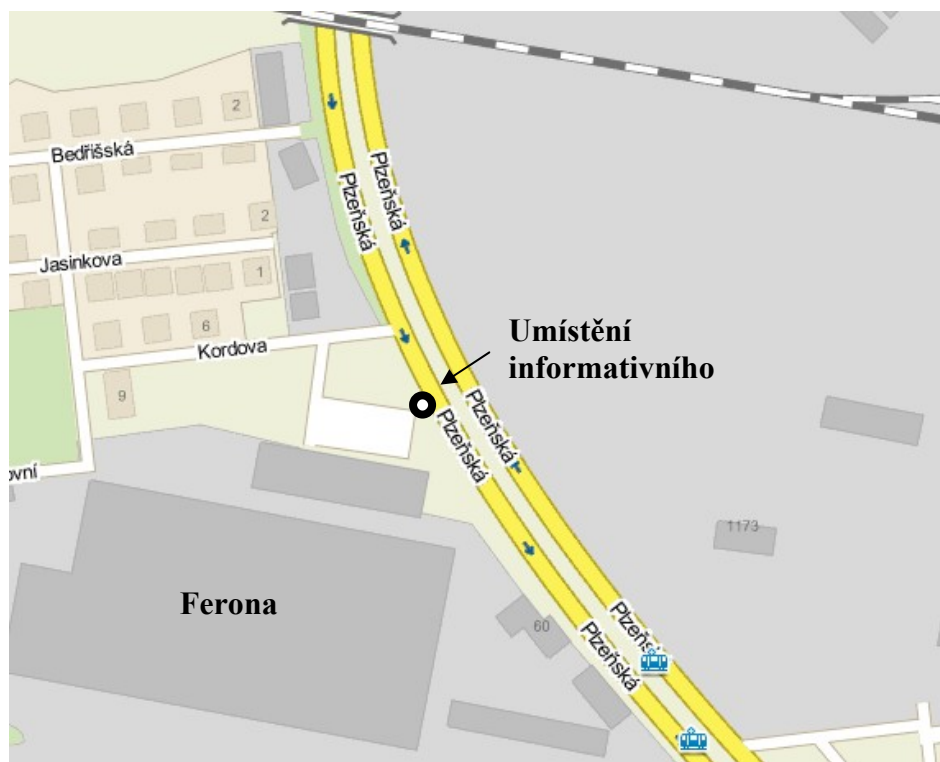 2
Bedřišská
Plzeňská
Plzeňská
2
Jasinkova
1
Umístění
informativního
6
Kordova
9
Plzeňská
Plzeňská
ovní
1173
Ferona
60
Plzeňská
Plzeňská